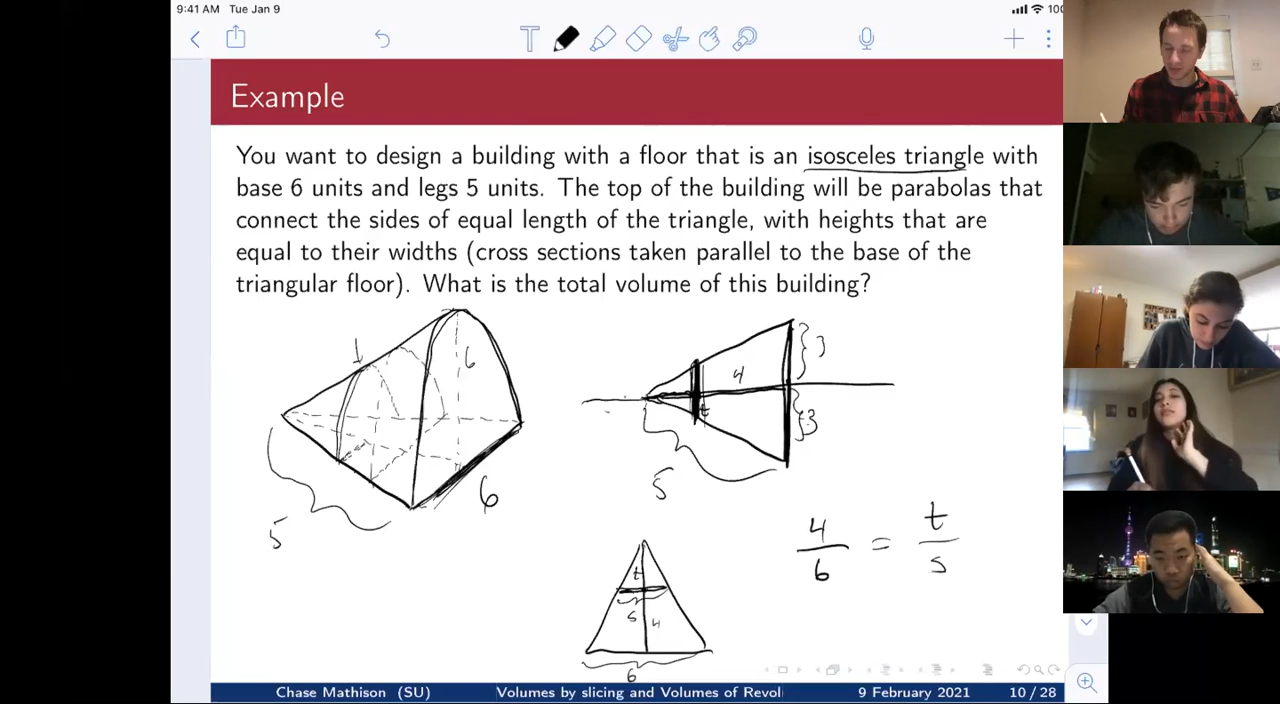 9:41 AM Tue Jan 9
100
T
Example
You want to design a building with a floor that is an isosceles triangle with
base 6 units and legs 5 units. The top of the building will be parabolas that
connect the sides of equal length of the triangle, with heights that are
equal to their widths (cross sections taken parallel to the base of the
triangular floor). What is the total volume of this building?
6
6
5
3
4
t
3
5
t
s
4
6
4/6 = t/s
Chase Mathison (SU)
Volumes by slicing and Volumes of Revol
9 February 2021
10 / 28